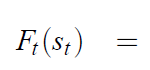 F_t(s_t) =